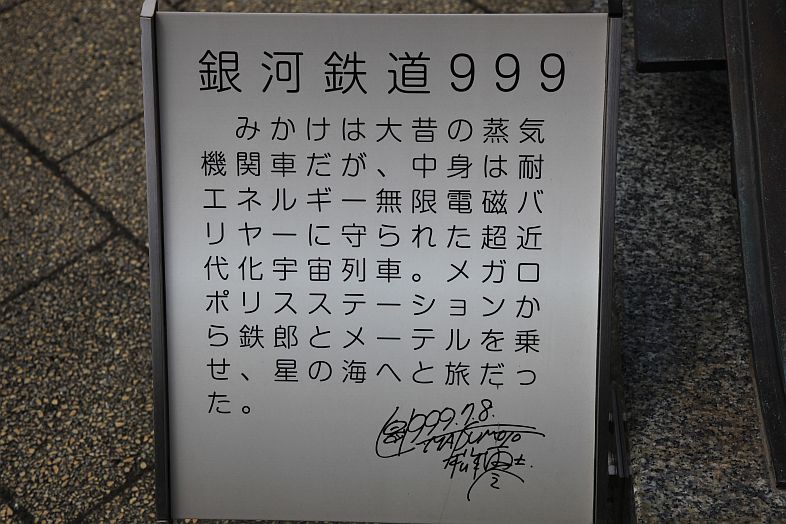 銀河鉄道999
みかけは大昔の蒸気
機関車だが、中身は耐
エネルギー無限電磁バ
リヤーに守られた超近
代化宇宙列車。メガロ
ポリスステーションか
ら鉄郎とメーテルを乗
せ、星の海へと旅だっ
た。
1999.7.8.
MATSUMOTO